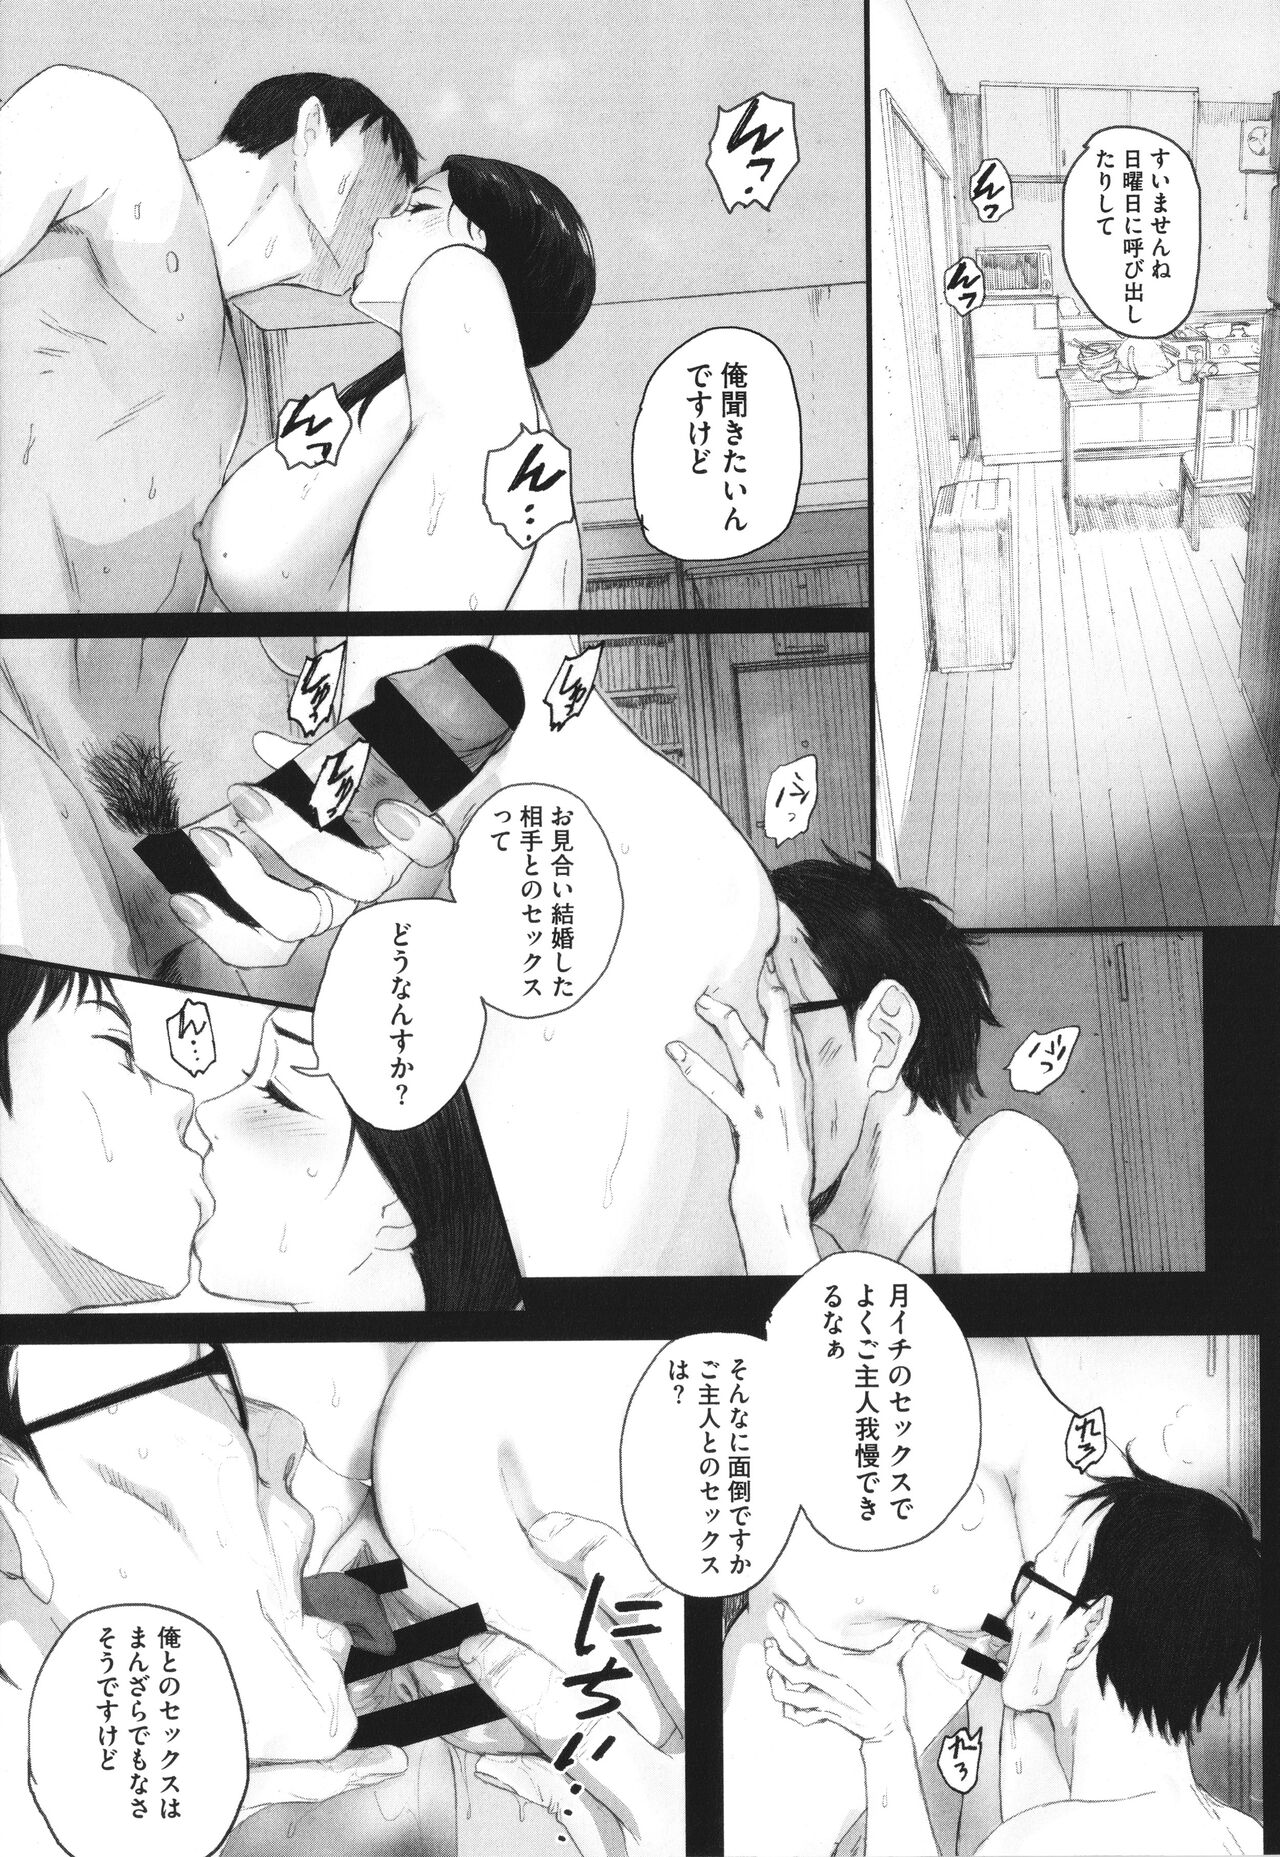 すいませんね
日曜日に呼び出し
たりして
んっ
んっ
んっ?
俺聞きたいん
ですけど
んっ
ん…
お見合い結婚した
相手とのセックス
って
どうなんすか?
ん…
月イチのセックスで
よくご主人我慢でき
るなぁ
そんなに面倒ですか
ご主人とのセックス
は?
にちぃ…
俺とのセックスは
まんざらでもなさ
そうですけど